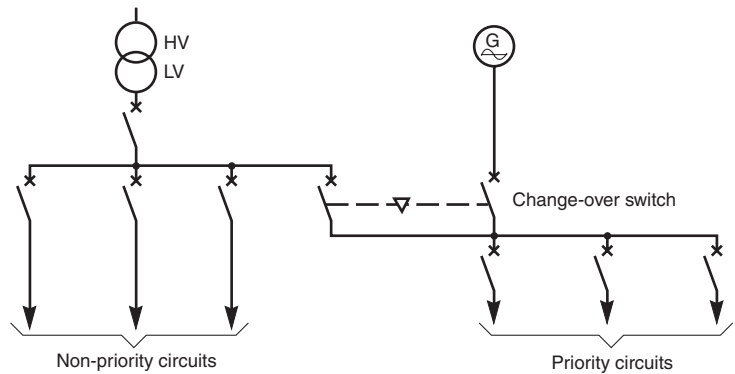 HV
LV
G
Change-over switch
Non-priority circuits
Priority circuits